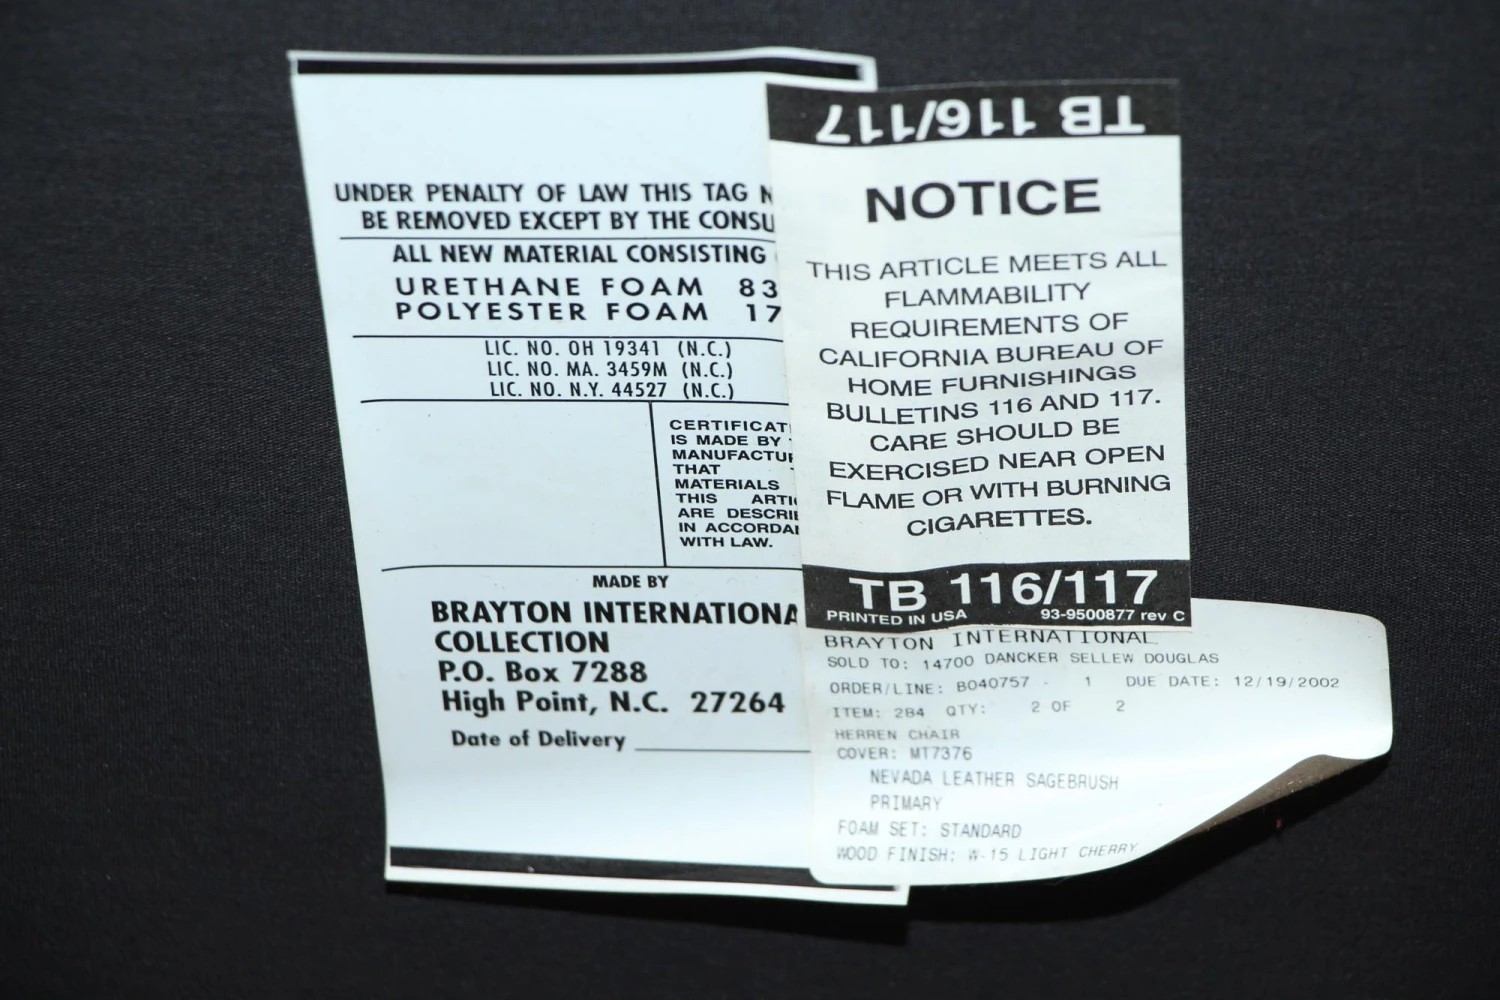 UNDER PENALTY OF LAW THIS TAG N
BE REMOVED EXCEPT BY THE CONSU
ALL NEW MATERIAL CONSISTING
URETHANE FOAM 83
POLYESTER FOAM 17
LIC. NO. OH 19341 (N.C.)
LIC. NO. MA. 3459M (N.C.)
LIC. NO. N.Y. 44527 (N.C.)
CERTIFICAT
IS MADE BY
MANUFACTUR
THAT
MATERIALS
THIS ARTI
ARE DESCRIB
IN ACCORDA
WITH LAW.
MADE BY
BRAYTON INTERNATIONA
COLLECTION
P.O. Box 7288
High Point, N.C. 27264
Date of Delivery
TB 116/117
NOTICE
THIS ARTICLE MEETS ALL
FLAMMABILITY
REQUIREMENTS OF
CALIFORNIA BUREAU OF
HOME FURNISHINGS
BULLETINS 116 AND 117.
CARE SHOULD BE
EXERCISED NEAR OPEN
FLAME OR WITH BURNING
CIGARETTES.
TB 116/117
PRINTED IN USA 93-9500877 rev C
BRAYTON INTERNATIONAL
SOLD TO: 14700 DANCKER SELLEW DOUGLAS
ORDER/LINE: B040757 - 1 DUE DATE: 12/19/2002
ITEM: 284 QTY: 2 OF 2
HERREN CHAIR
COVER: MT7376
NEVADA LEATHER SAGEBRUSH
PRIMARY
FOAM SET: STANDARD
WOOD FINISH: W-15 LIGHT CHERRY